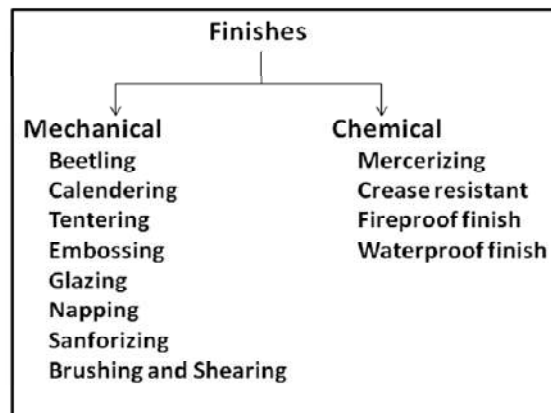 Finishes
Mechanical
Beetling
Calendering
Tentering
Embossing
Glazing
Napping
Sanforizing
Brushing and Shearing
Chemical
Mercerizing
Crease resistant
Fireproof finish
Waterproof finish